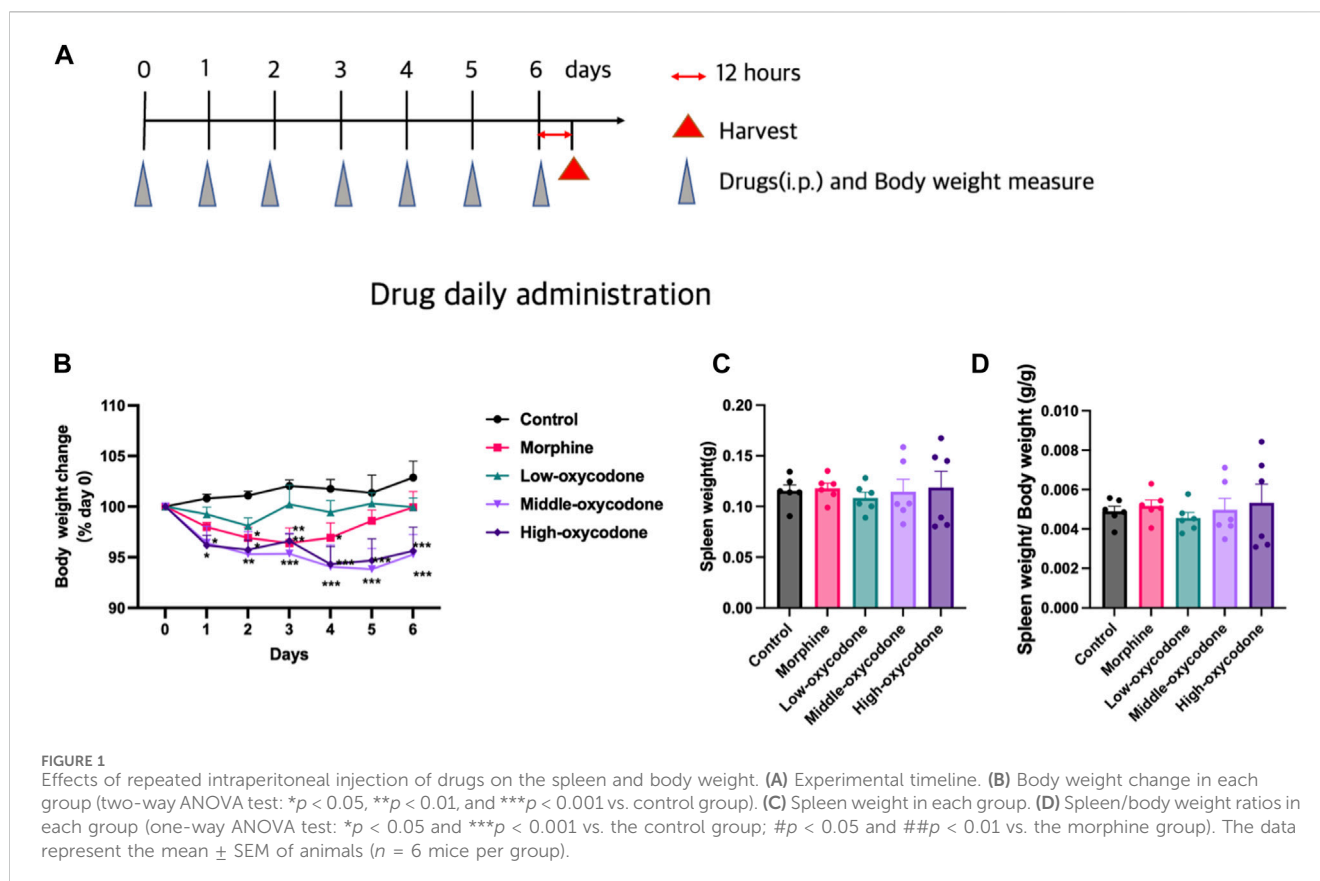 A
0 1 2 3 4 5 6 days
12 hours
Harvest
Drugs(i.p.) and Body weight measure
Drug daily administration
B
Body weight change
(% day 0)
110
105
100
95
90
0 1 2 3 4 5 6
Days
* * ** * * *** ** ** * *** *** *** *** *** ***
Control
Morphine
Low-oxycodone
Middle-oxycodone
High-oxycodone
C
Spleen weight(g)
0.20
0.15
0.10
0.05
0.00
Control
Morphine
Low-oxycodone
Middle-oxycodone
High-oxycodone
D
Spleen weight/ Body weight (g/g)
0.010
0.008
0.006
0.004
0.002
0.000
Control
Morphine
Low-oxycodone
Middle-oxycodone
High-oxycodone
FIGURE 1
Effects of repeated intraperitoneal injection of drugs on the spleen and body weight. (A) Experimental timeline. (B) Body weight change in each
group (two-way ANOVA test: *p < 0.05, **p < 0.01, and ***p < 0.001 vs. control group). (C) Spleen weight in each group. (D) Spleen/body weight ratios in
each group (one-way ANOVA test: *p < 0.05 and ***p < 0.001 vs. the control group; #p < 0.05 and ##p < 0.01 vs. the morphine group). The data
represent the mean ± SEM of animals (n = 6 mice per group).